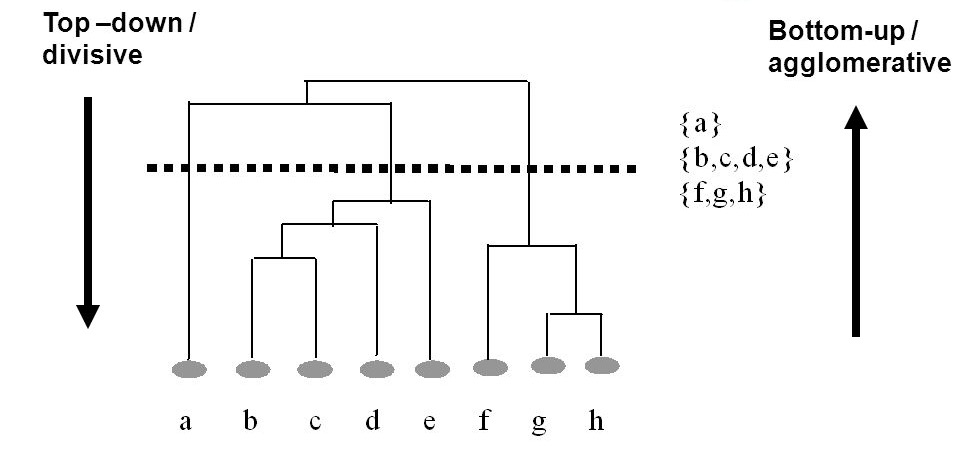 Top –down /
divisive
Bottom-up /
agglomerative
{a}
{b,c,d,e}
{f,g,h}
a b c d e f g h